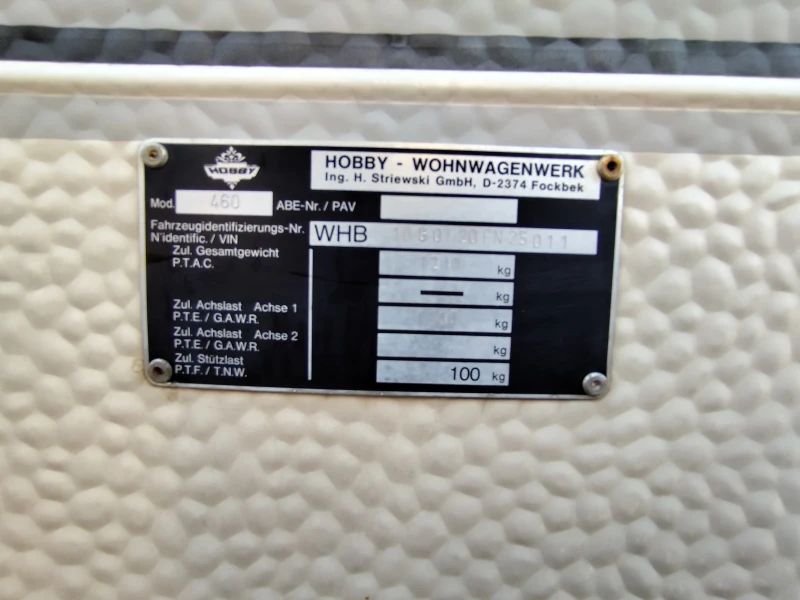 HOBBY
HOBBY - WOHNWAGENWERK
Ing. H. Striewski GmbH, D-2374 Fockbek
Mod. 460 ABE-Nr. / PAV
Fahrzeugidentifizierungs-Nr.
N'identific. / VIN
WHB
Zul. Gesamtgewicht
P.T.A.C.
kg
kg
Zul. Achslast Achse 1
P.T.E. / G.A.W.R.
kg
Zul. Achslast Achse 2
P.T.E. / G.A.W.R.
kg
Zul. Stützlast
P.T.F. / T.N.W.
100 kg